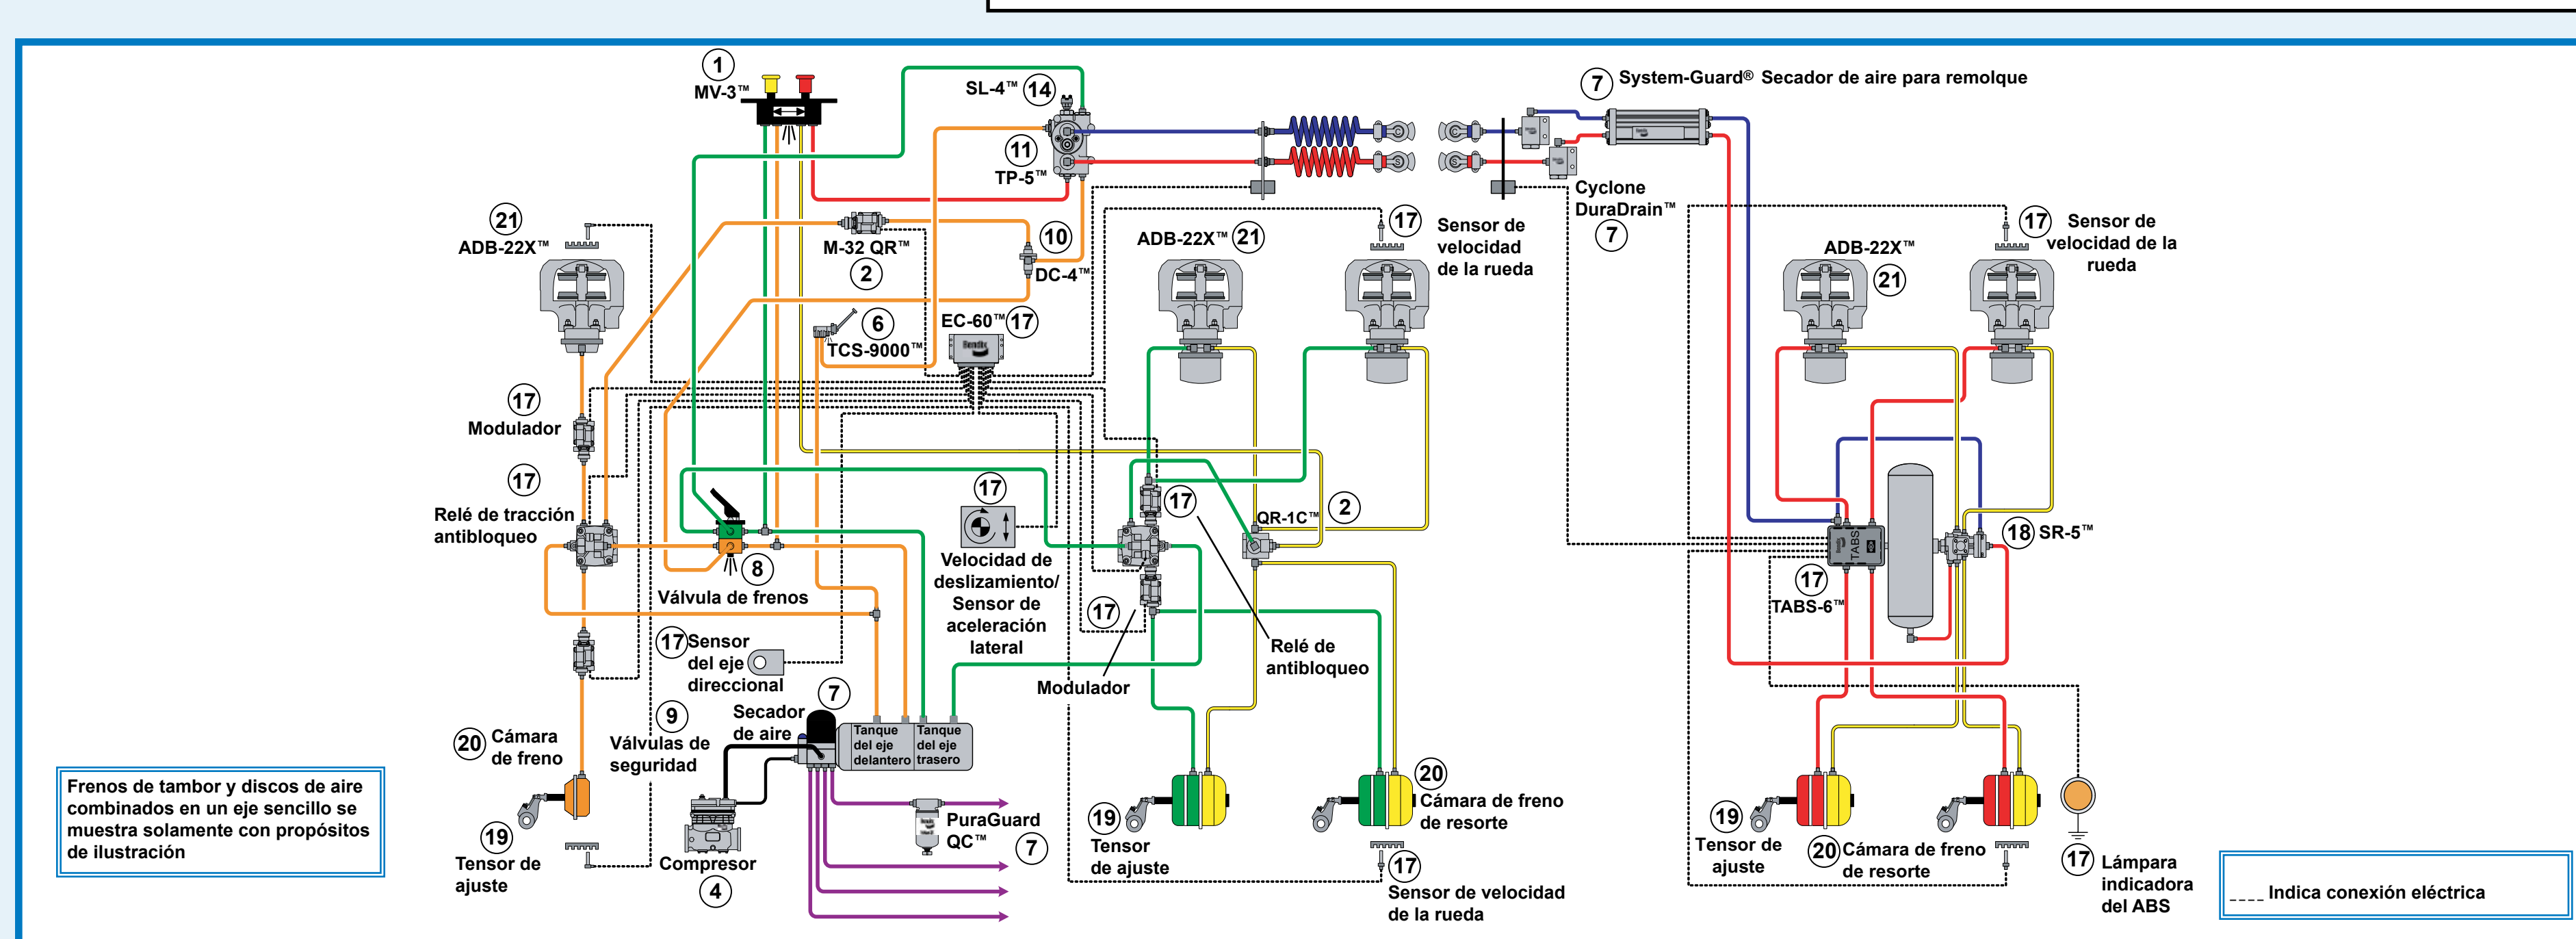 1
MV-3™
SL-4™ 14
11
TP-5™
C
S
C
S
7 System-Guard® Secador de aire para remolque
Cyclone
DuraDrain™
7
21
ADB-22X™
M-32 QR™
2
10
DC-4™
ADB-22X™ 21
17
Sensor de
velocidad
de la rueda
ADB-22X™
21
17 Sensor de
velocidad de la
rueda
6
TCS-9000™
EC-60™ 17
Bendix
17
Modulador
17
Relé de tracción
antibloqueo
8
Válvula de frenos
17
Velocidad de
deslizamiento/
Sensor de
aceleración
lateral
17
QR-1C™
2
17
Relé de
antibloqueo
Modulador
TABS
17
TABS-6™
18 SR-5™
17 Sensor
del eje
direccional
7
Secador
de aire
9
Válvulas de
seguridad
Tanque
del eje
delantero
Tanque
del eje
trasero
20 Cámara
de freno
19
Tensor de
ajuste
Compresor
4
PuraGuard
QC™
7
19
Tensor
de ajuste
20
Cámara de freno
de resorte
17
Sensor de velocidad
de la rueda
19
Tensor de
ajuste
20 Cámara de freno
de resorte
17 Lámpara
indicadora
del ABS
Frenos de tambor y discos de aire
combinados en un eje sencillo se
muestra solamente con propósitos
de ilustración
---- Indica conexión eléctrica